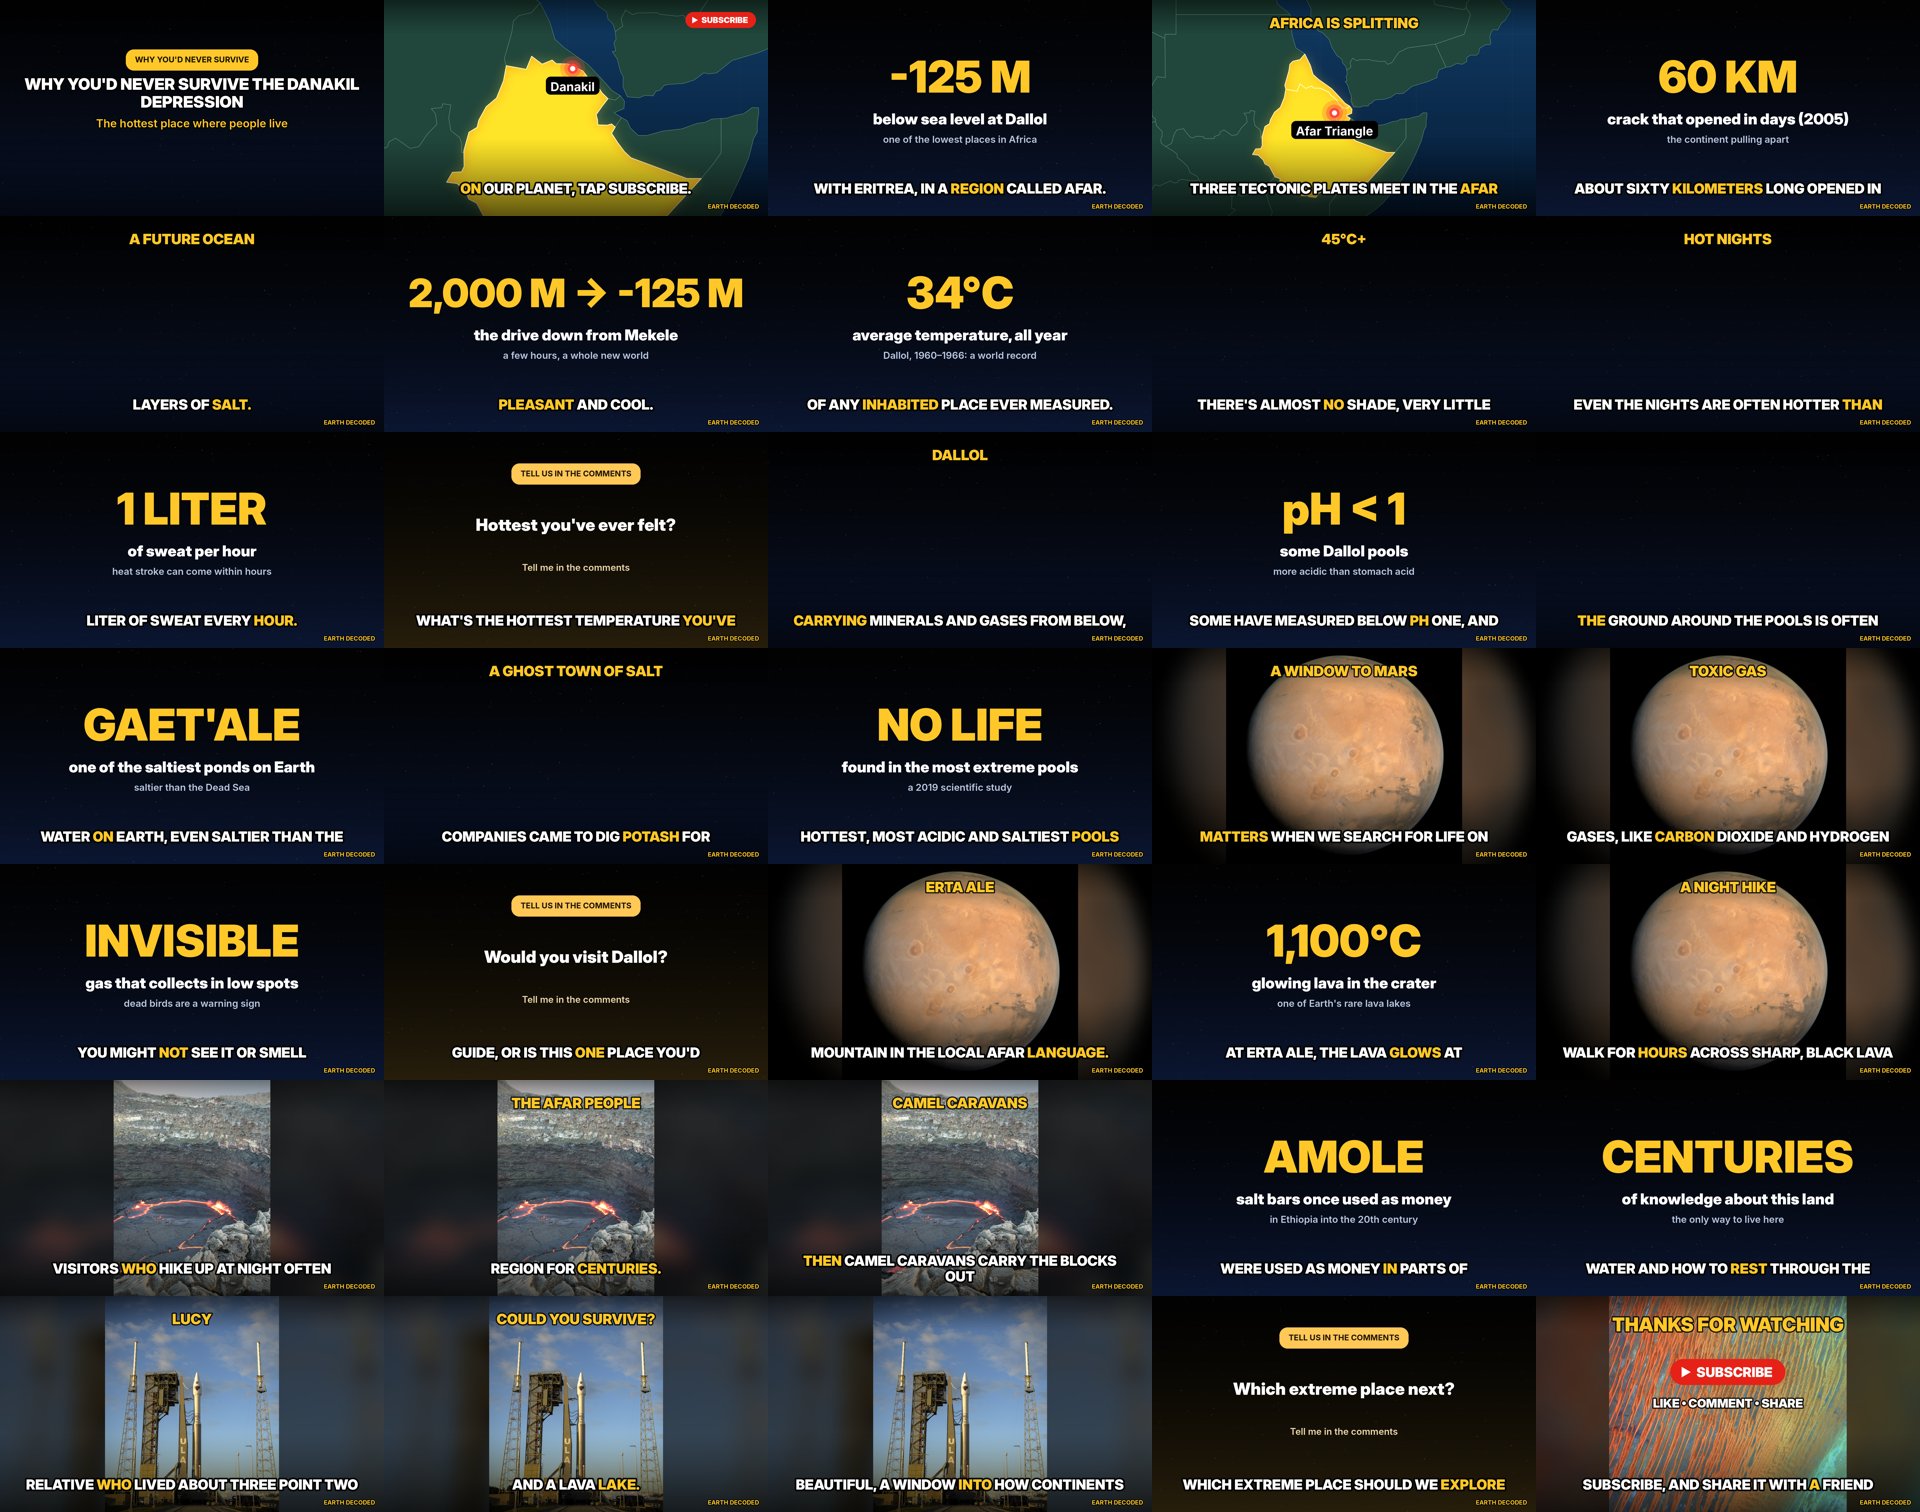 WHY YOU'D NEVER SURVIVE
WHY YOU'D NEVER SURVIVE THE DANAKIL
DEPRESSION
The hottest place where people live
SUBSCRIBE
Danakil
ON OUR PLANET, TAP SUBSCRIBE.
EARTH DECODED
-125 M
below sea level at Dallol
one of the lowest places in Africa
WITH ERITREA, IN A REGION CALLED AFAR.
EARTH DECODED
AFRICA IS SPLITTING
Afar Triangle
THREE TECTONIC PLATES MEET IN THE AFAR
EARTH DECODED
60 KM
crack that opened in days (2005)
the continent pulling apart
ABOUT SIXTY KILOMETERS LONG OPENED IN
EARTH DECODED
A FUTURE OCEAN
LAYERS OF SALT.
EARTH DECODED
2,000 M → -125 M
the drive down from Mekele
a few hours, a whole new world
PLEASANT AND COOL.
EARTH DECODED
34°C
average temperature, all year
Dallol, 1960–1966: a world record
OF ANY INHABITED PLACE EVER MEASURED.
EARTH DECODED
45°C+
THERE'S ALMOST NO SHADE, VERY LITTLE
EARTH DECODED
HOT NIGHTS
EVEN THE NIGHTS ARE OFTEN HOTTER THAN
EARTH DECODED
1 LITER
of sweat per hour
heat stroke can come within hours
LITER OF SWEAT EVERY HOUR.
EARTH DECODED
TELL US IN THE COMMENTS
Hottest you've ever felt?
Tell me in the comments
WHAT'S THE HOTTEST TEMPERATURE YOU'VE
EARTH DECODED
DALLOL
CARRYING MINERALS AND GASES FROM BELOW,
EARTH DECODED
pH < 1
some Dallol pools
more acidic than stomach acid
SOME HAVE MEASURED BELOW PH ONE, AND
EARTH DECODED
THE GROUND AROUND THE POOLS IS OFTEN
EARTH DECODED
GAET'ALE
one of the saltiest ponds on Earth
saltier than the Dead Sea
WATER ON EARTH, EVEN SALTIER THAN THE
EARTH DECODED
A GHOST TOWN OF SALT
COMPANIES CAME TO DIG POTASH FOR
EARTH DECODED
NO LIFE
found in the most extreme pools
a 2019 scientific study
HOTTEST, MOST ACIDIC AND SALTIEST POOLS
EARTH DECODED
A WINDOW TO MARS
MATTERS WHEN WE SEARCH FOR LIFE ON
EARTH DECODED
TOXIC GAS
GASES, LIKE CARBON DIOXIDE AND HYDROGEN
EARTH DECODED
INVISIBLE
gas that collects in low spots
dead birds are a warning sign
YOU MIGHT NOT SEE IT OR SMELL
EARTH DECODED
TELL US IN THE COMMENTS
Would you visit Dallol?
Tell me in the comments
GUIDE, OR IS THIS ONE PLACE YOU'D
EARTH DECODED
ERTA ALE
MOUNTAIN IN THE LOCAL AFAR LANGUAGE.
EARTH DECODED
1,100°C
glowing lava in the crater
one of Earth's rare lava lakes
AT ERTA ALE, THE LAVA GLOWS AT
EARTH DECODED
A NIGHT HIKE
WALK FOR HOURS ACROSS SHARP, BLACK LAVA
EARTH DECODED
VISITORS WHO HIKE UP AT NIGHT OFTEN
EARTH DECODED
THE AFAR PEOPLE
REGION FOR CENTURIES.
EARTH DECODED
CAMEL CARAVANS
THEN CAMEL CARAVANS CARRY THE BLOCKS
OUT
EARTH DECODED
AMOLE
salt bars once used as money
in Ethiopia into the 20th century
WERE USED AS MONEY IN PARTS OF
EARTH DECODED
CENTURIES
of knowledge about this land
the only way to live here
WATER AND HOW TO REST THROUGH THE
EARTH DECODED
LUCY
ULA
RELATIVE WHO LIVED ABOUT THREE POINT TWO
EARTH DECODED
COULD YOU SURVIVE?
ULA
AND A LAVA LAKE.
EARTH DECODED
ULA
BEAUTIFUL, A WINDOW INTO HOW CONTINENTS
EARTH DECODED
TELL US IN THE COMMENTS
Which extreme place next?
Tell me in the comments
WHICH EXTREME PLACE SHOULD WE EXPLORE
EARTH DECODED
THANKS FOR WATCHING
SUBSCRIBE
LIKE • COMMENT • SHARE
SUBSCRIBE, AND SHARE IT WITH A FRIEND
EARTH DECODED